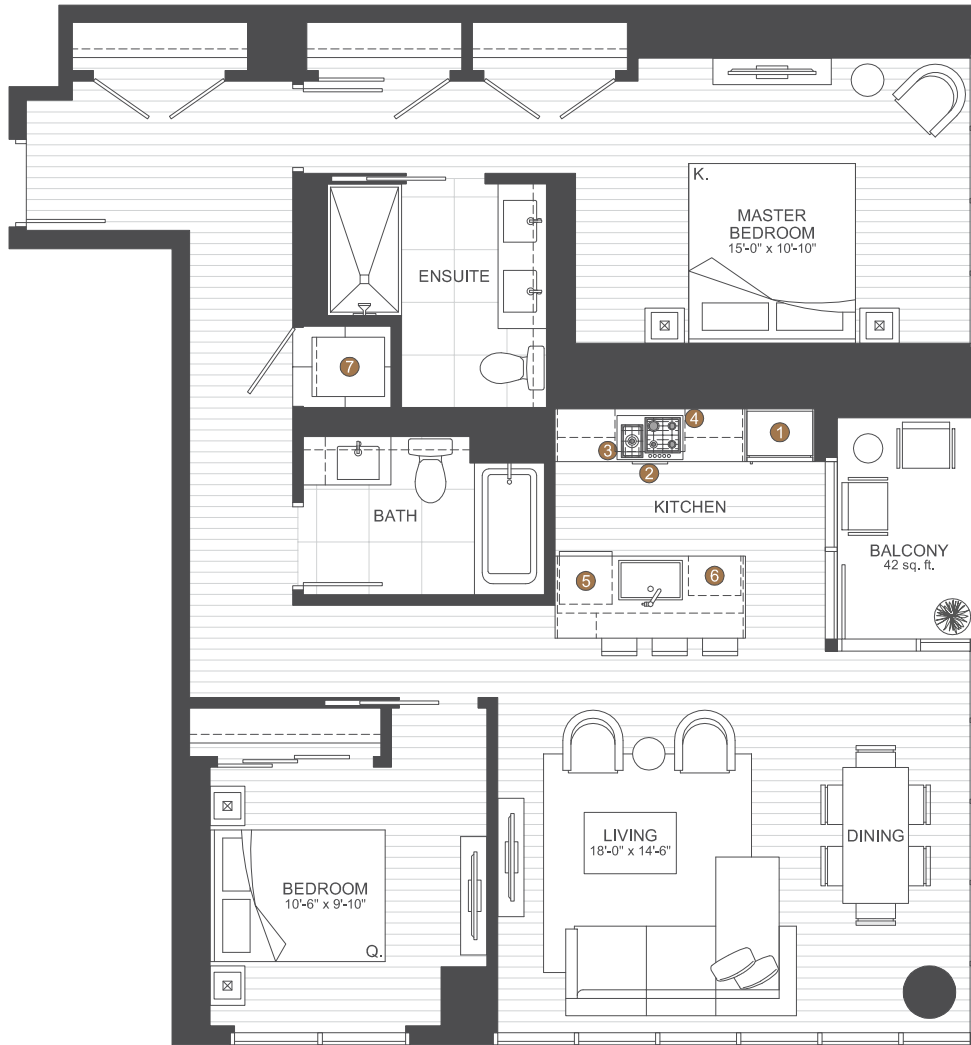 K.
MASTER
BEDROOM
15'-0" x 10'-10"
ENSUITE
7
4
1
3
2
KITCHEN
BATH
BALCONY
42 sq. ft.
5
6
LIVING
18'-0" x 14'-6"
DINING
BEDROOM
10'-6" x 9'-10"
Q.